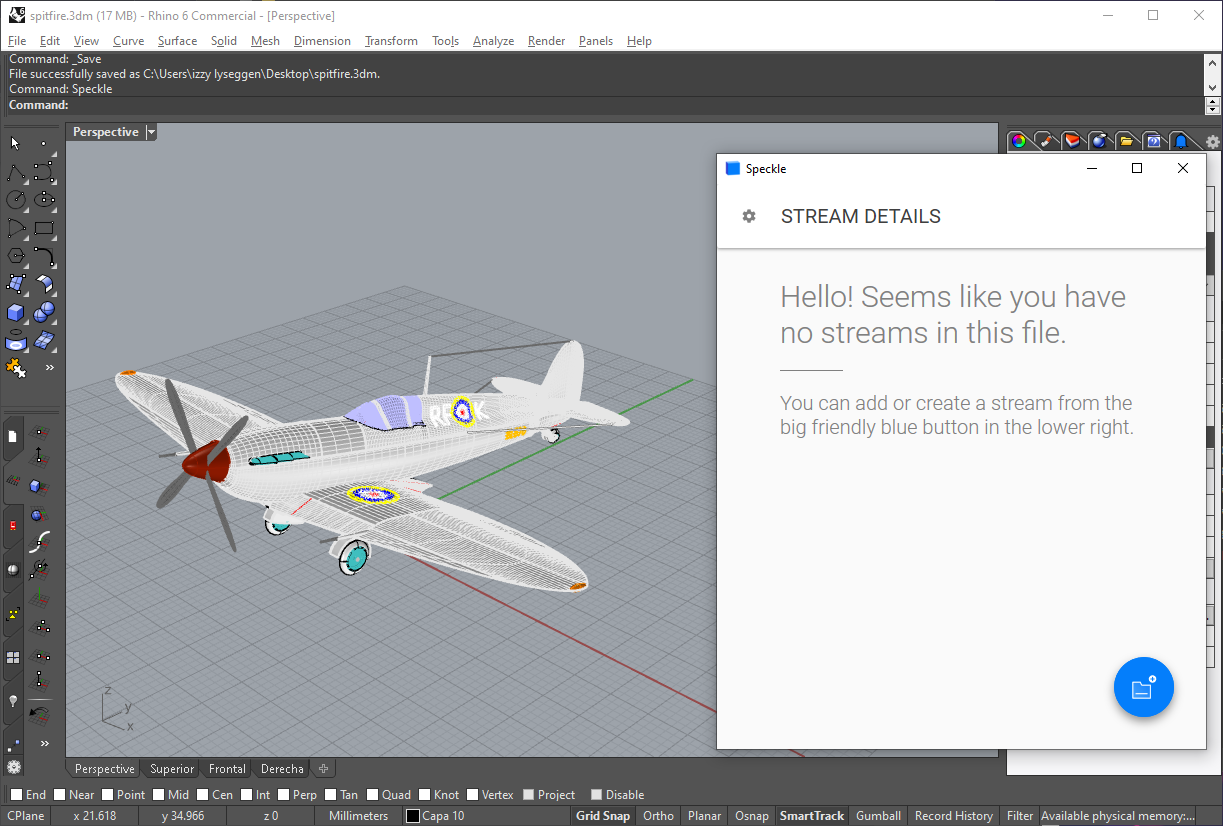 spitfire.3dm (17 MB) - Rhino 6 Commercial - [Perspective]
File Edit View Curve Surface Solid Mesh Dimension Transform Tools Analyze Render Panels Help
Command: _Save
File successfully saved as C:\Users\izzy lyseggen\Desktop\spitfire.3dm.
Command: Speckle
Command:
Perspective
Speckle
STREAM DETAILS
Hello! Seems like you have
no streams in this file.
You can add or create a stream from the
big friendly blue button in the lower right.
z
y
x
Perspective Superior Frontal Derecha
End Near Point Mid Cen Int Perp Tan Quad Knot Vertex Project Disable
CPlane x 21.618 y 34.966 z 0 Millimeters Capa 10 Grid Snap Ortho Planar Osnap SmartTrack Gumball Record History Filter Available physical memory:...